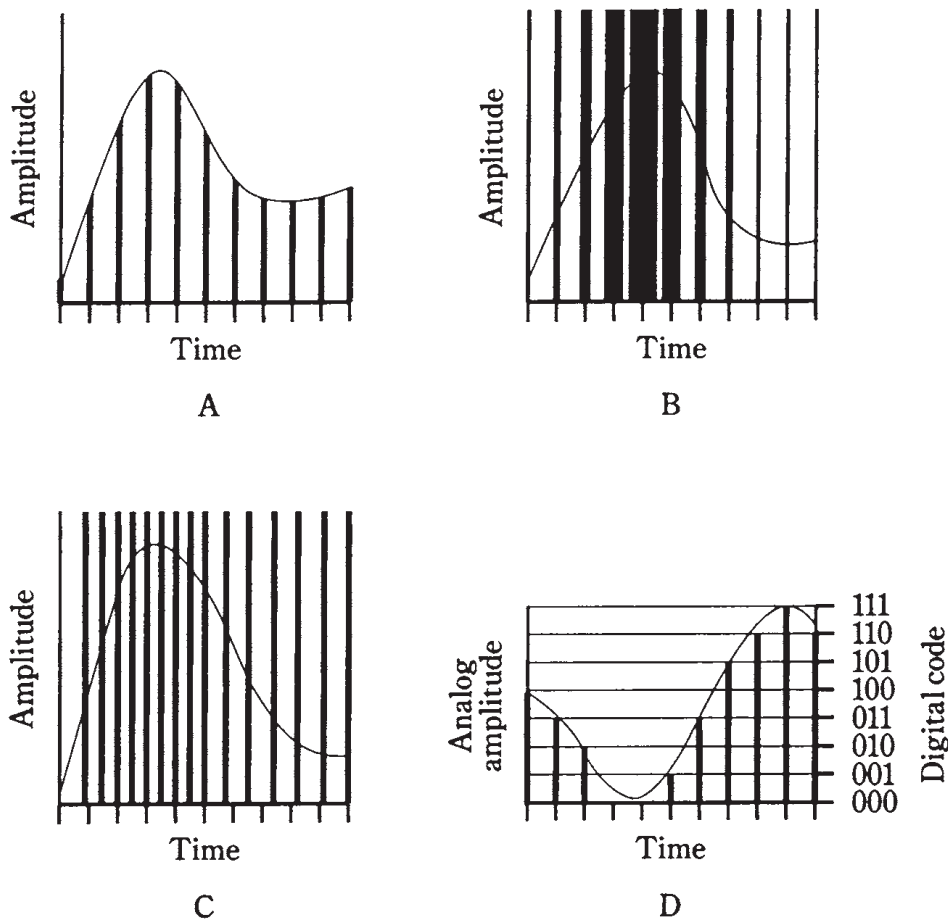 Amplitude
Time
A
Amplitude
Time
B
Amplitude
Time
C
Analog
amplitude
111
110
101
100
011
010
001
000
Digital code
Time
D